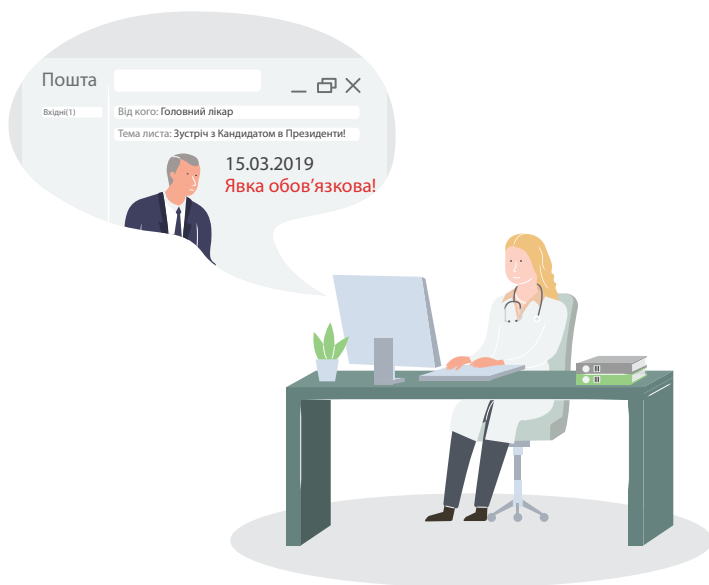 Пошта
Вхідні(1)
Від кого: Головний лікар
Тема листа: Зустріч з Кандидатом в Президенти!
15.03.2019
Явка обов’язкова!